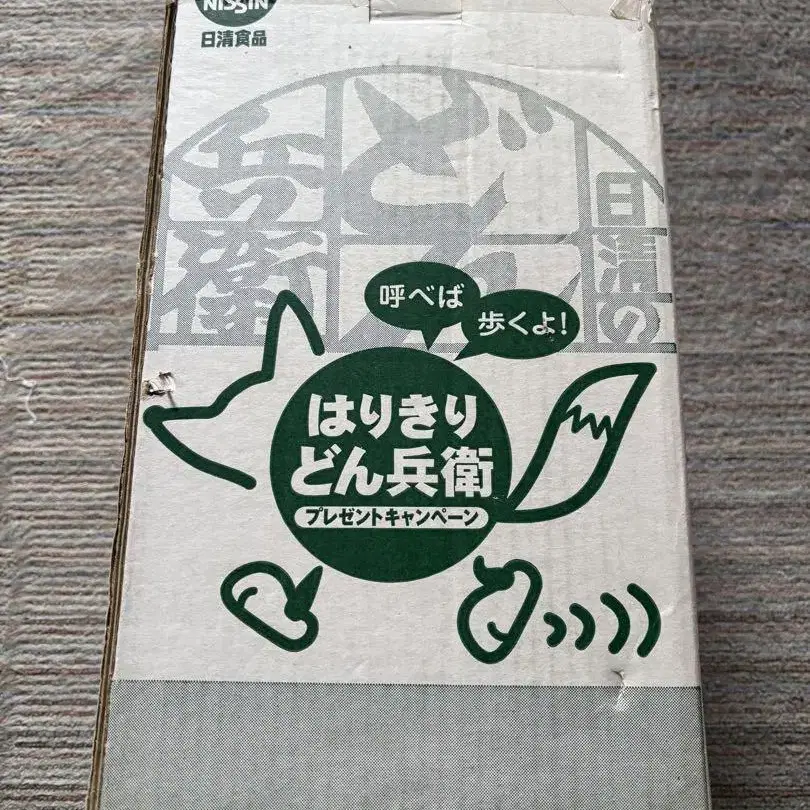 NISSIN
日清食品
日清の
どん
兵衛
呼べば
歩くよ!
はりきり
どん兵衛
プレゼントキャンペーン